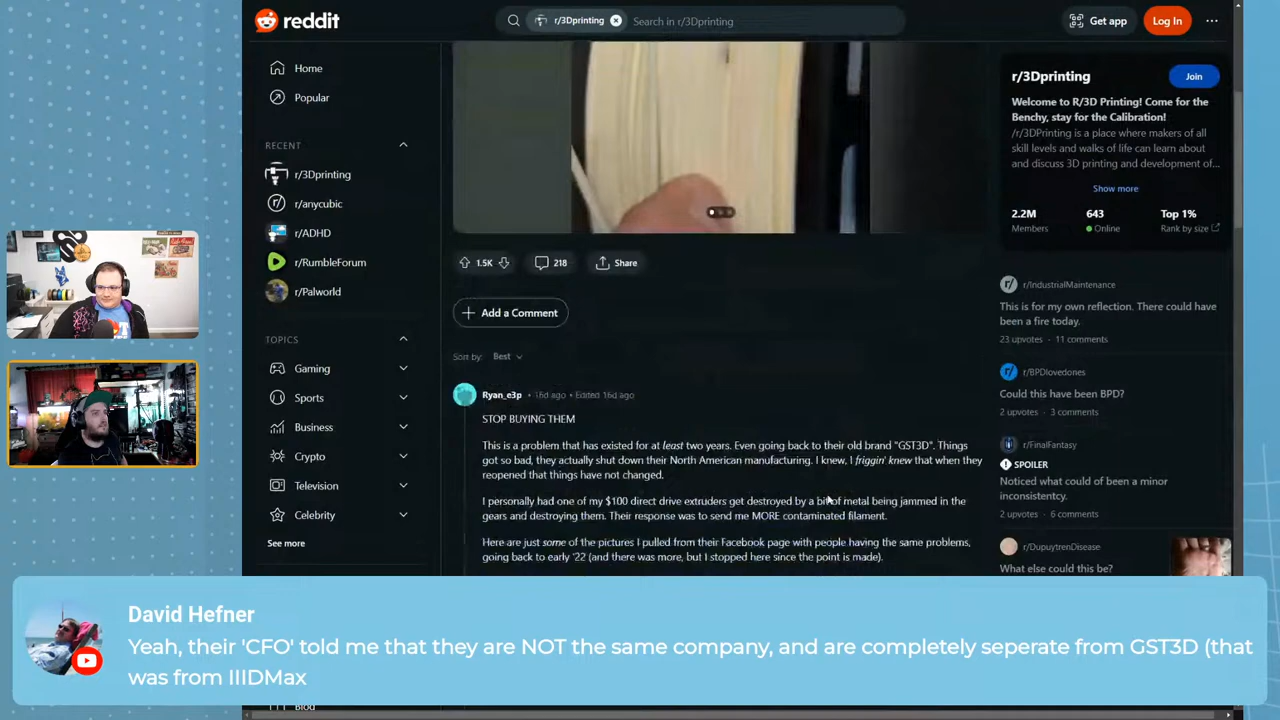 reddit
r/3Dprinting
Search in r/3Dprinting
Get app
Log In
Home
Popular
RECENT
r/3Dprinting
r/anycubic
r/ADHD
r/RumbleForum
r/Palworld
TOPICS
Gaming
Sports
Business
Crypto
Television
Celebrity
See more
Blog
1.5K
218
Share
Add a Comment
Sort by:
Best
Ryan_e3p • 16d ago • Edited 16d ago
STOP BUYING THEM
This is a problem that has existed for at least two years. Even going back to their old brand "GST3D". Things
got so bad, they actually shut down their North American manufacturing. I knew, I friggin' knew that when they
reopened that things have not changed.
I personally had one of my $100 direct drive extruders get destroyed by a bit of metal being jammed in the
gears and destroying them. Their response was to send me MORE contaminated filament.
Here are just some of the pictures I pulled from their Facebook page with people having the same problems,
going back to early '22 (and there was more, but I stopped here since the point is made).
r/3Dprinting
Join
Welcome to R/3D Printing! Come for the
Benchy, stay for the Calibration!
/r/3DPrinting is a place where makers of all
skill levels and walks of life can learn about
and discuss 3D printing and development of...
Show more
2.2M
Members
643
Online
Top 1%
Rank by size
r/IndustrialMaintenance
This is for my own reflection. There could have
been a fire today.
23 upvotes • 11 comments
r/BPDlovedones
Could this have been BPD?
2 upvotes • 3 comments
r/FinalFantasy
SPOILER
Noticed what could of been a minor
inconsistentcy.
2 upvotes • 6 comments
r/DupuytrenDisease
What else could this be?
David Hefner
Yeah, their 'CFO' told me that they are NOT the same company, and are completely seperate from GST3D (that
was from IIIDMax